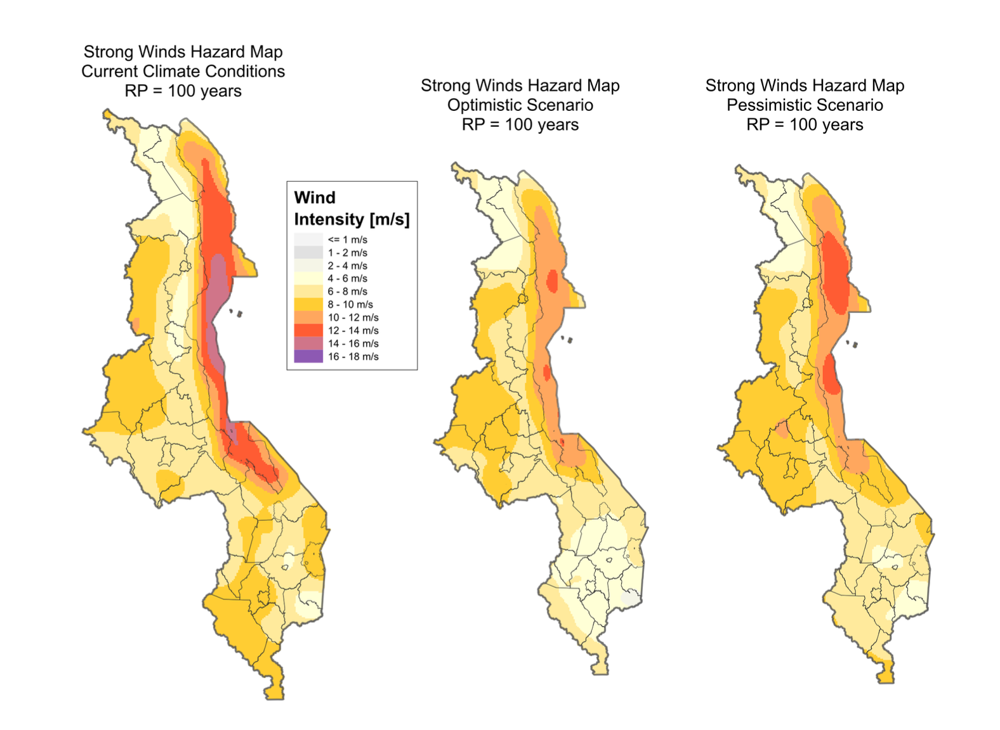 Strong Winds Hazard Map
Current Climate Conditions
RP = 100 years
Strong Winds Hazard Map
Optimistic Scenario
RP = 100 years
Strong Winds Hazard Map
Pessimistic Scenario
RP = 100 years
Wind
Intensity [m/s]
<= 1 m/s
1 - 2 m/s
2 - 4 m/s
4 - 6 m/s
6 - 8 m/s
8 - 10 m/s
10 - 12 m/s
12 - 14 m/s
14 - 16 m/s
16 - 18 m/s